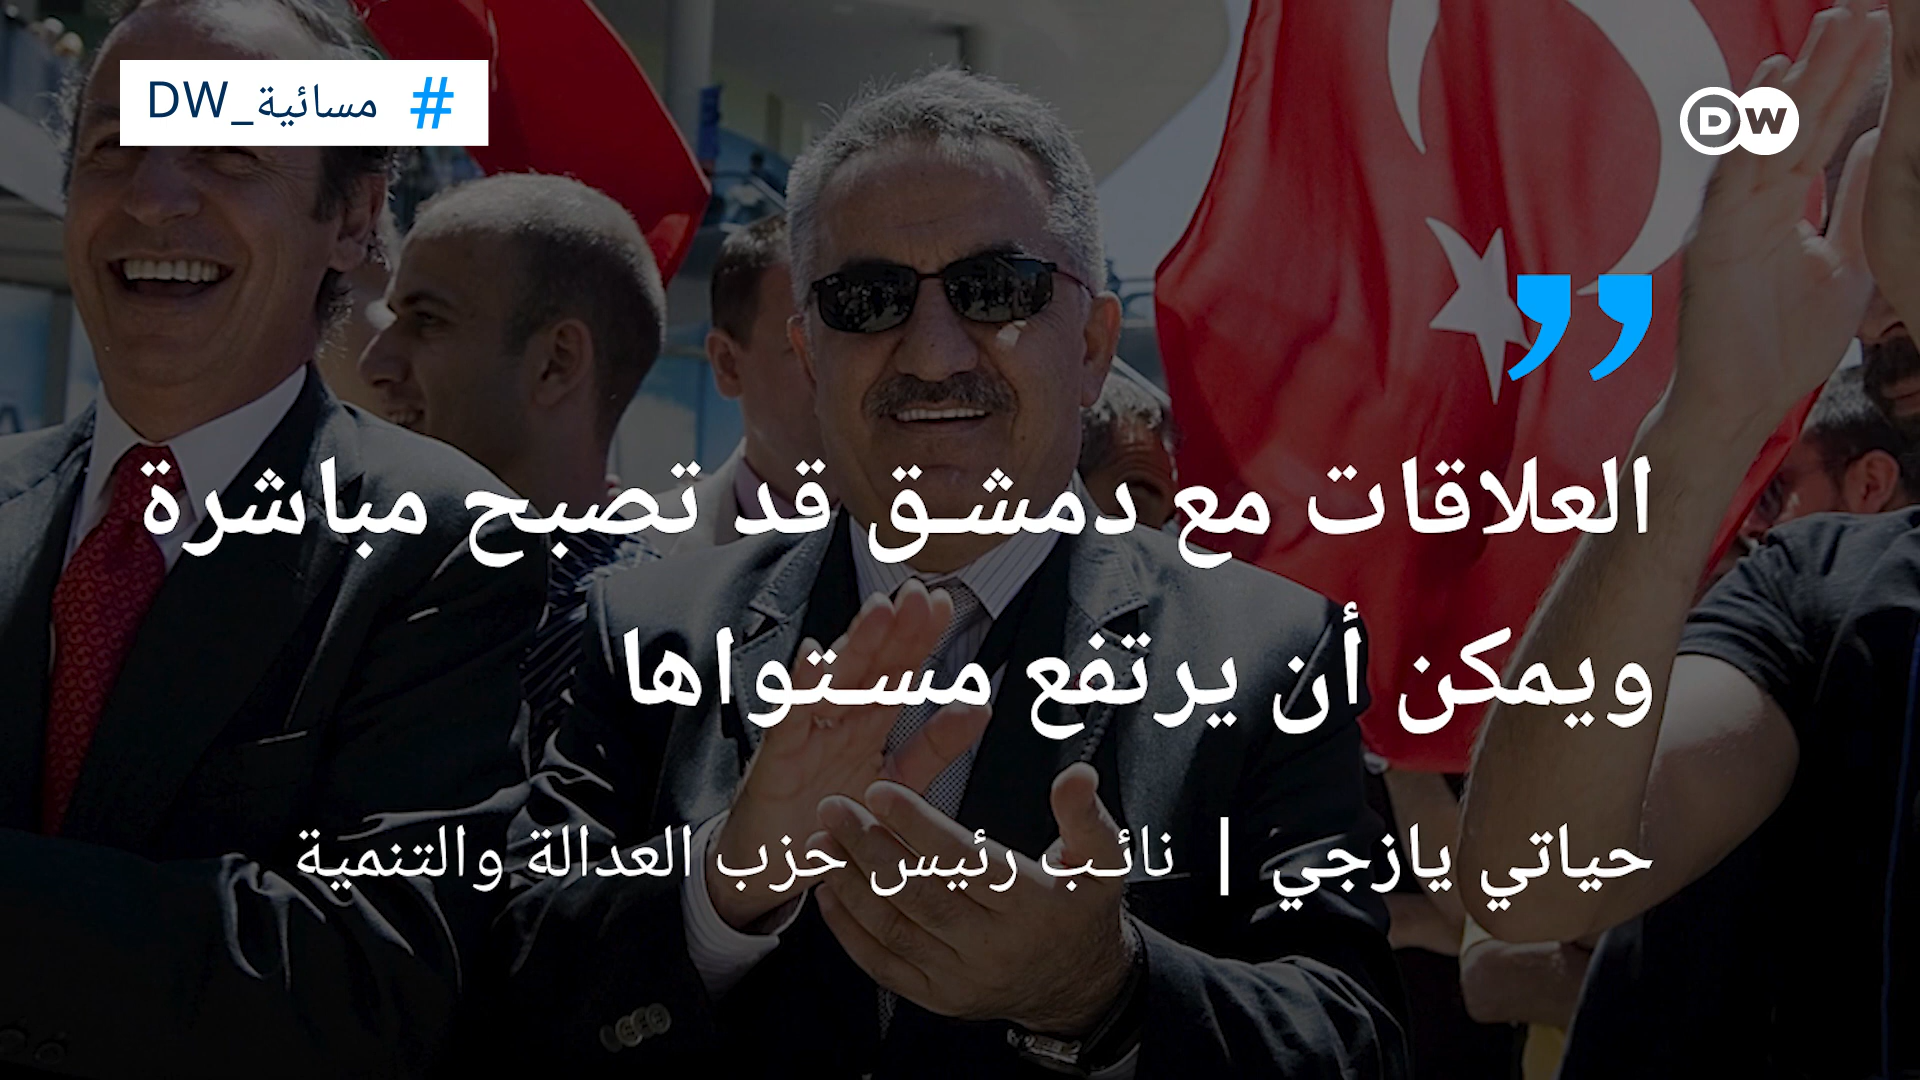 # مسائية_DW
DW
العلاقات مع دمشق قد تصبح مباشرة
ويمكن أن يرتفع مستواها
حياتي يازجي | نائب رئيس حزب العدالة والتنمية